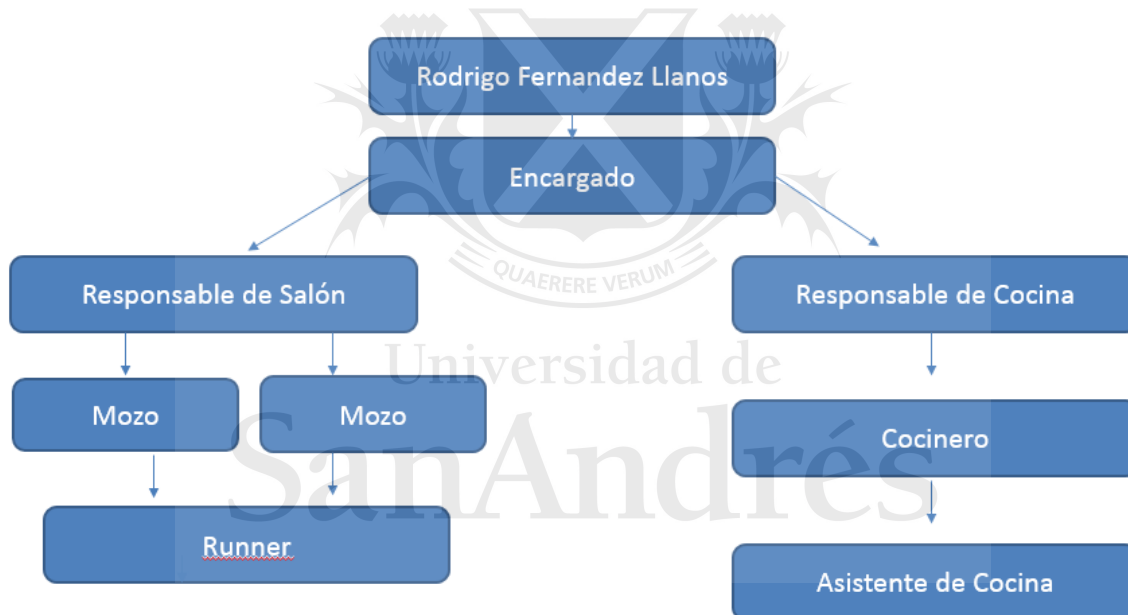 Rodrigo Fernandez Llanos
Encargado
QUAERERE VERUM
Responsable de Salón
Responsable de Cocina
Universidad de
SanAndrés
Mozo
Mozo
Cocinero
Runner
Asistente de Cocina